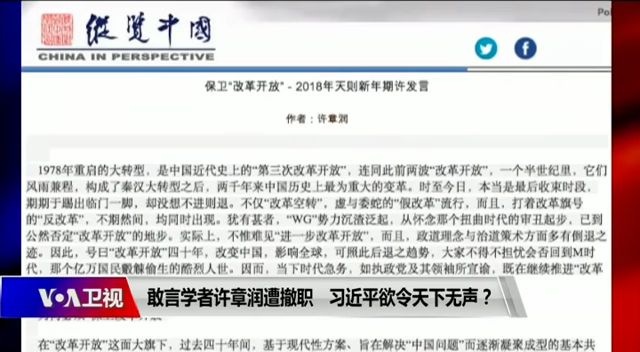 Pol
縱覽中國
CHINA IN PERSPECTIVE
保卫“改革开放” - 2018年天则新年期许发言
作者：许章润
1978年重启的大转型，是中国近代史上的“第三次改革开放”，连同此前两波“改革开放”，一个半世纪里，它们
风雨兼程，构成了秦汉大转型之后，两千年来中国历史上最为重大的变革。时至今日，本当是最后收束时段，
期期于踢出临门一脚，却没想不进则退。不仅“改革空转”，虚与委蛇的“假改革”流行，而且，打着改革旗号
的“反改革”，不期然间，均同时出现。犹有甚者，“WG”势力沉渣泛起，从怀念那个扭曲时代的审丑起步，已到
公然否定“改革开放”的地步。实际上，不惟难见“进一步改革开放”，而且，政道理念与治道策术方面多有倒退之
迹。因此，号曰“改革开放”四十年，改变中国，影响全球，可照此后退之趋势，大家不得不担忧会否回到M时
代，那个亿万国民觳觫偷生的酷烈人世。因而，当下时代急务，如执政党及其领袖所宣谕，既在继续推进“改革
VOA卫视
敢言学者许章润遭撤职 习近平欲令天下无声？
在“改革开放”这面大旗下，过去四十年间，基于现代性方案、旨在解决“中国问题”而逐渐凝聚成型的基本共